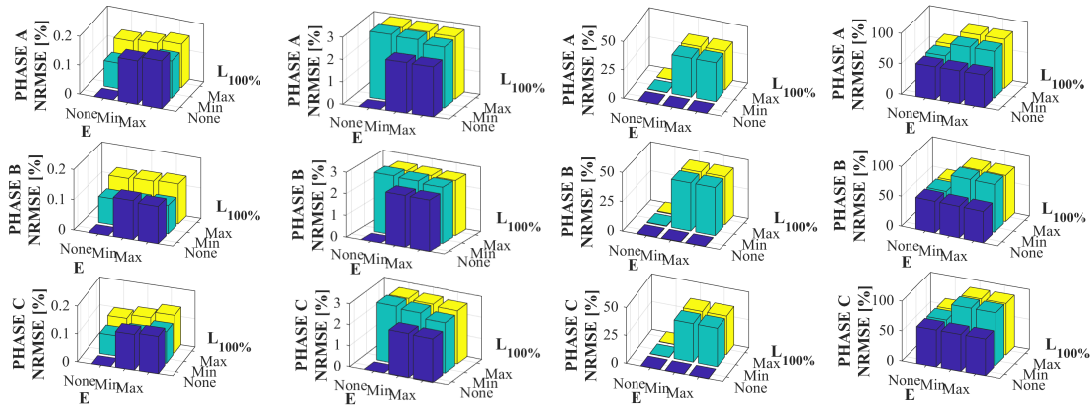 PHASE A
NRMSE [%]
0.2
0.1
0
None
Min
Max
E
None
Min
Max
L100%
PHASE A
NRMSE [%]
3
2
1
0
None
Min
Max
E
None
Min
Max
L100%
PHASE A
NRMSE [%]
50
25
0
None
Min
Max
E
None
Min
Max
L100%
PHASE A
NRMSE [%]
100
50
0
None
Min
Max
E
None
Min
Max
L100%
PHASE B
NRMSE [%]
0.2
0.1
0
None
Min
Max
E
None
Min
Max
L100%
PHASE B
NRMSE [%]
3
2
1
0
None
Min
Max
E
None
Min
Max
L100%
PHASE B
NRMSE [%]
50
25
0
None
Min
Max
E
None
Min
Max
L100%
PHASE B
NRMSE [%]
100
50
0
None
Min
Max
E
None
Min
Max
L100%
PHASE C
NRMSE [%]
0.2
0.1
0
None
Min
Max
E
None
Min
Max
L100%
PHASE C
NRMSE [%]
3
2
1
0
None
Min
Max
E
None
Min
Max
L100%
PHASE C
NRMSE [%]
50
25
0
None
Min
Max
E
None
Min
Max
L100%
PHASE C
NRMSE [%]
100
50
0
None
Min
Max
E
None
Min
Max
L100%